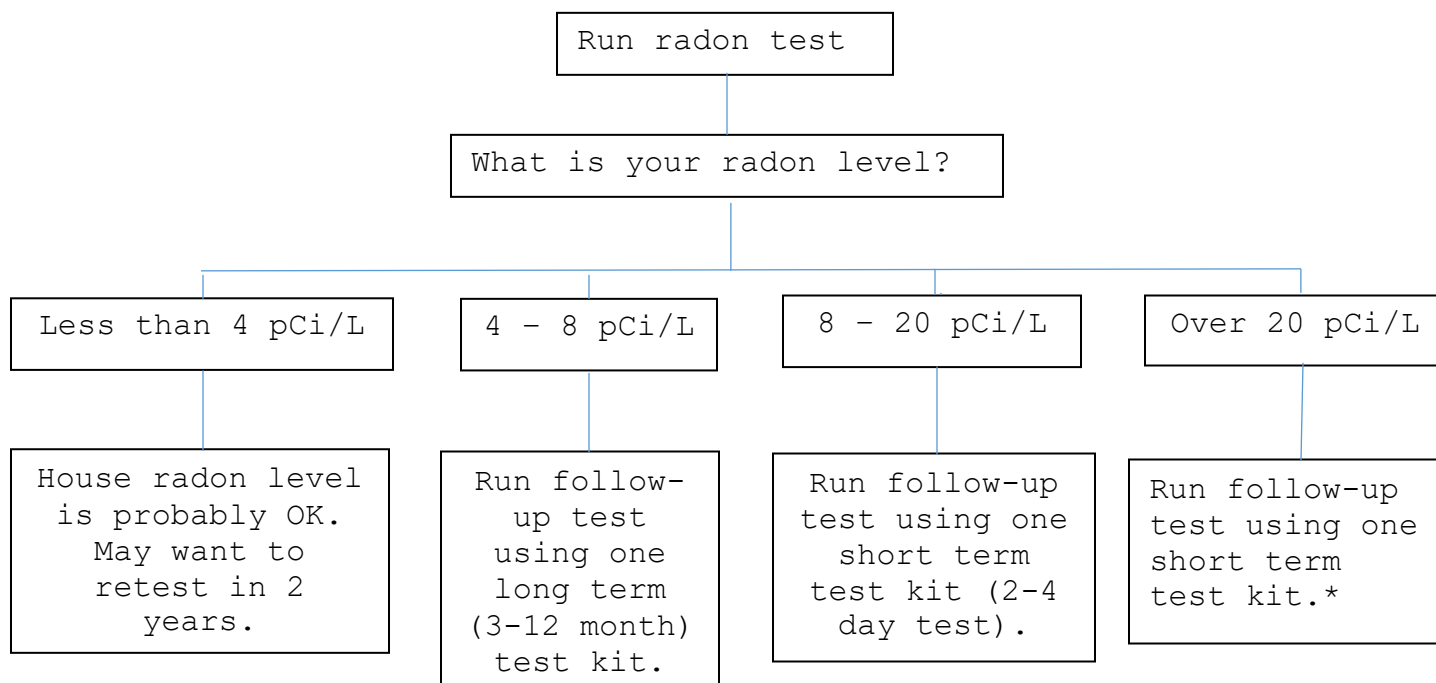 Run radon test
What is your radon level?
Less than 4 pCi/L
4 – 8 pCi/L
8 – 20 pCi/L
Over 20 pCi/L
House radon level
is probably OK.
May want to
retest in 2
years.
Run follow-
up test
using one
long term
(3-12 month)
test kit.
Run follow-up
test using one
short term
test kit (2-4
day test).
Run follow-up
test using one
short term
test kit.*